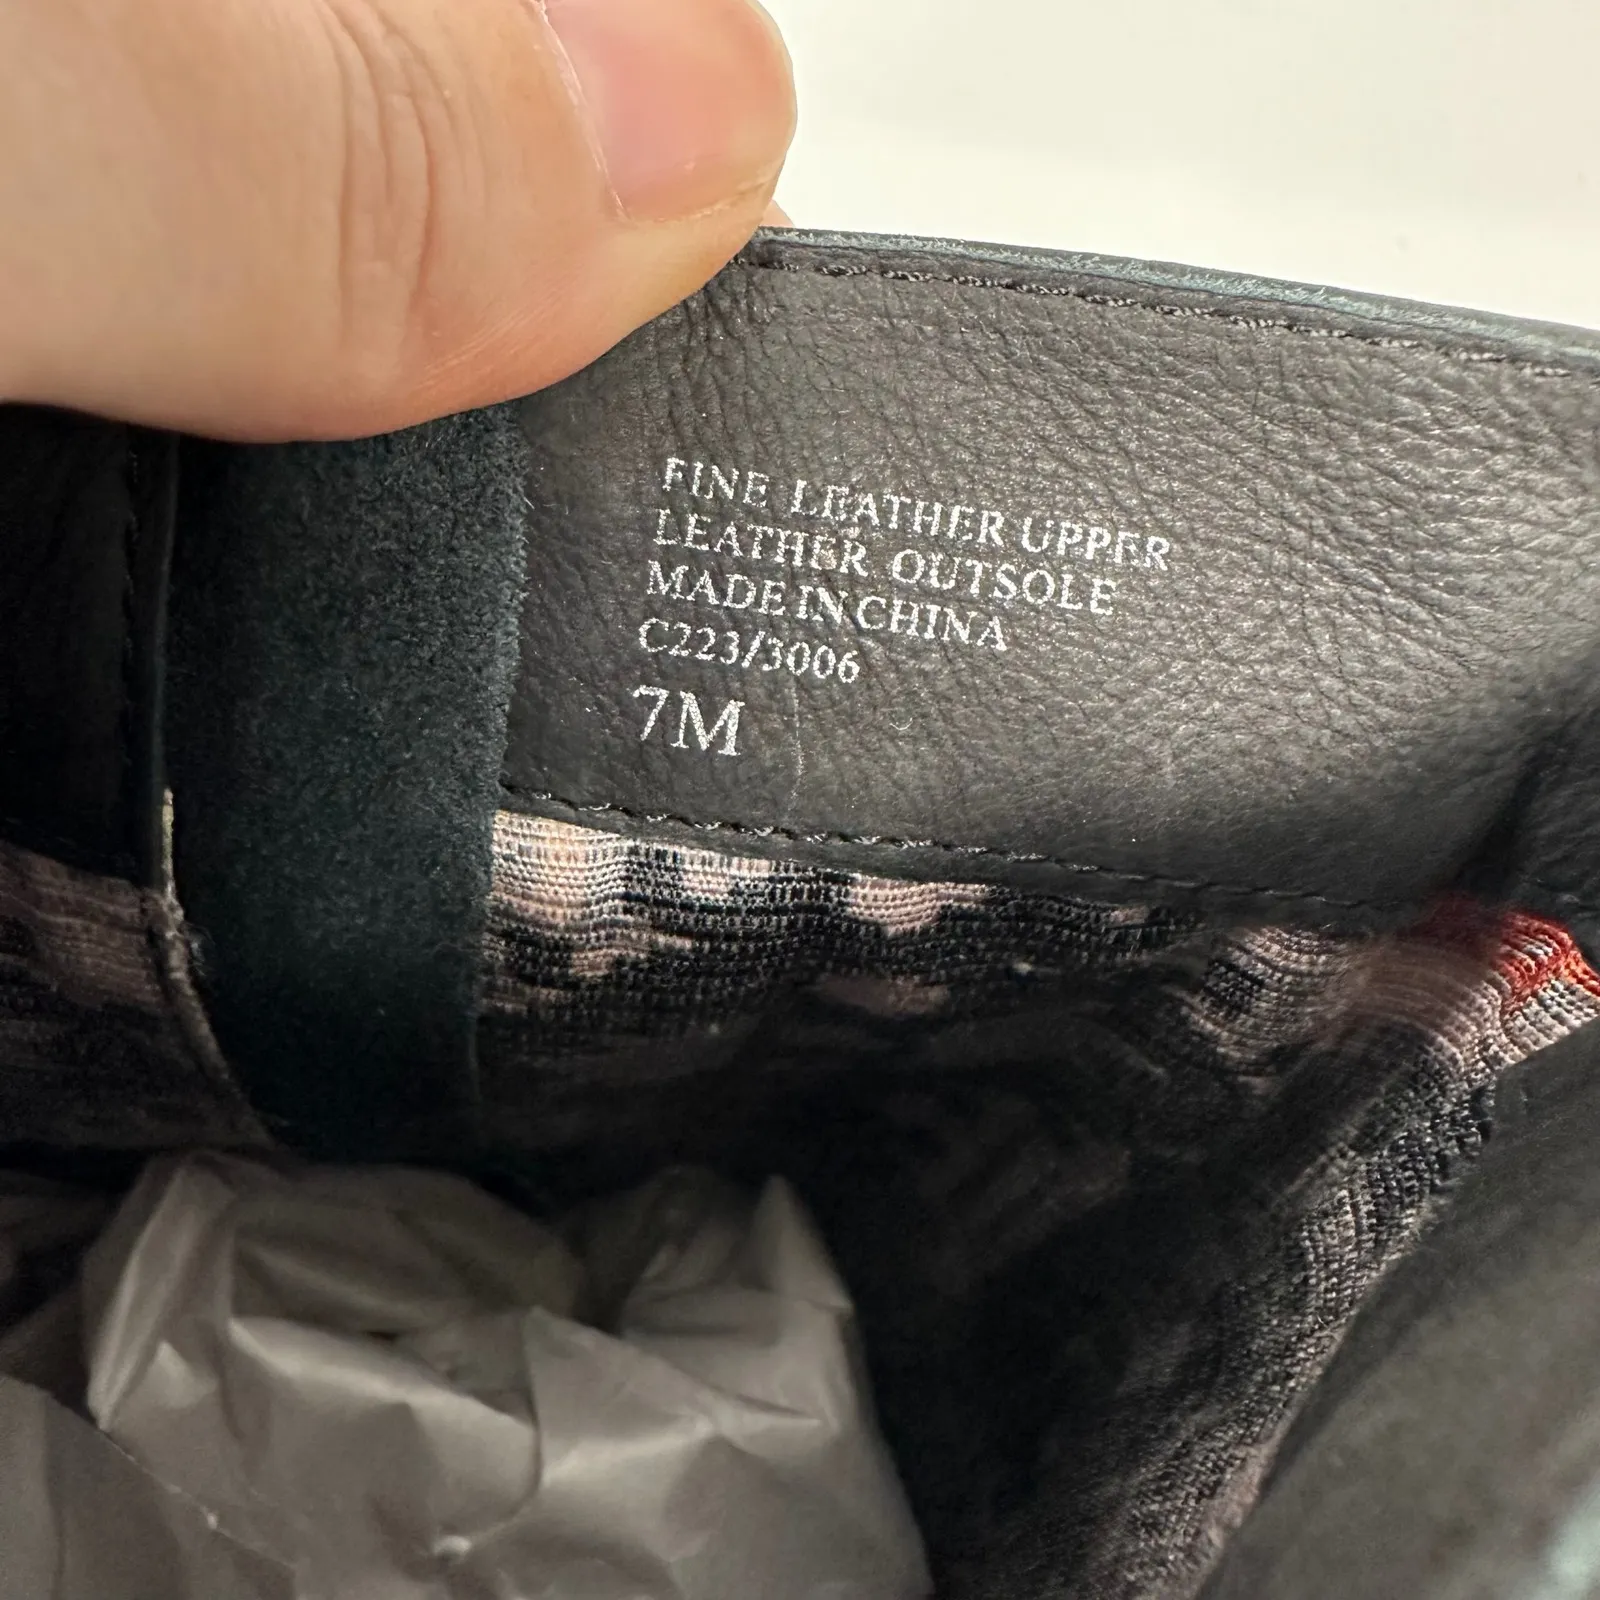 FINE LEATHER UPPER
LEATHER OUTSOLE
MADE IN CHINA
C223/3006
7M